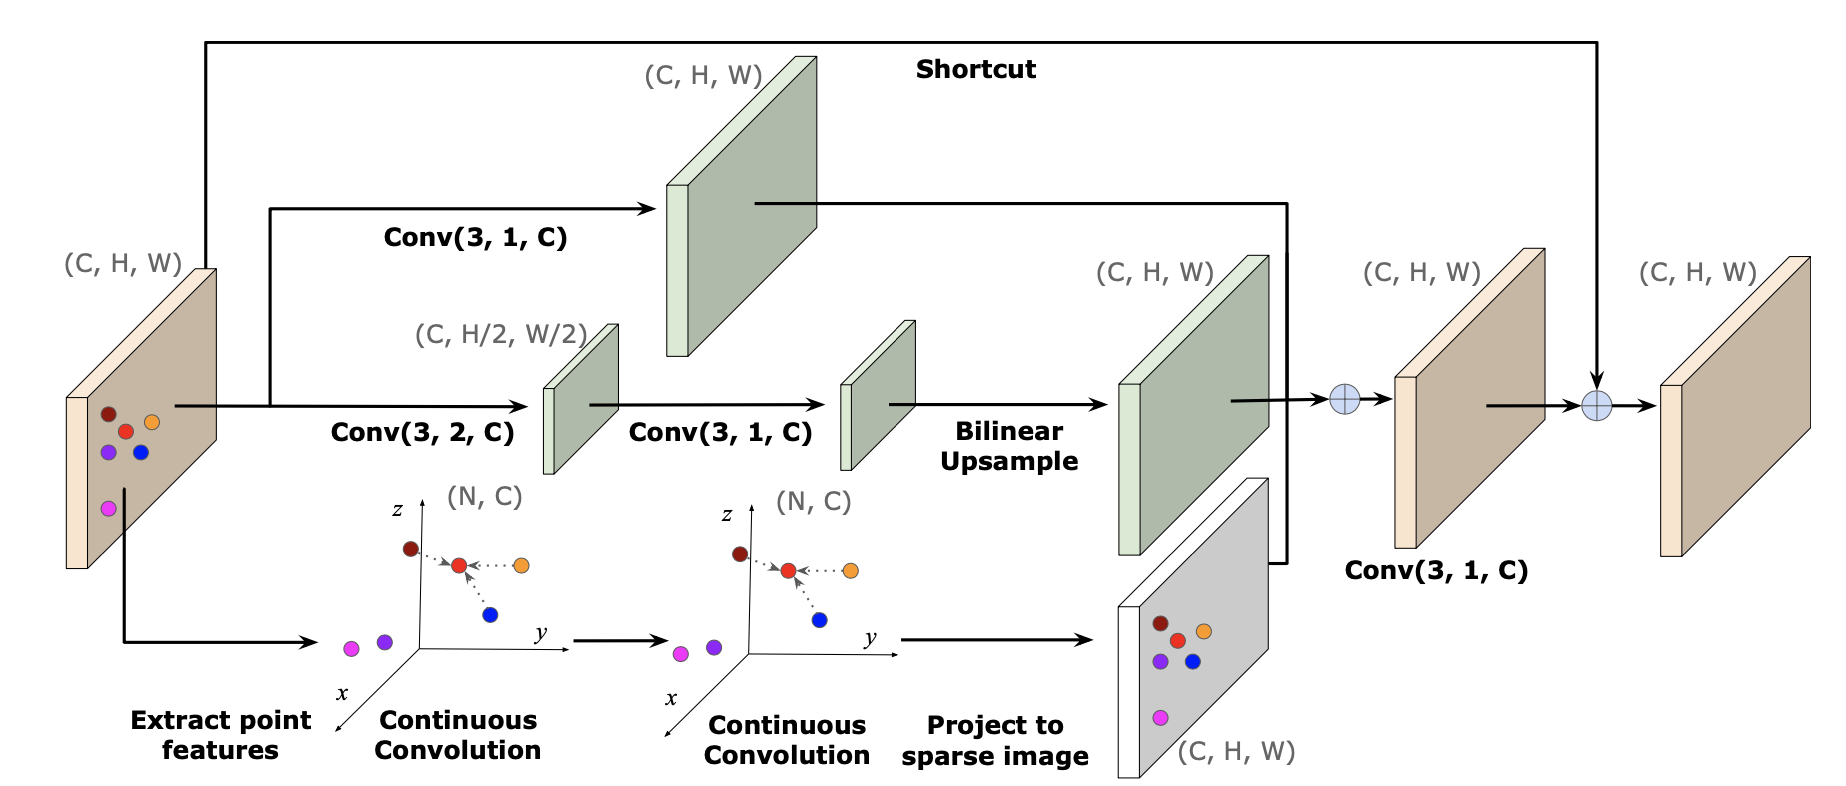 Shortcut
(C, H, W)
Conv(3, 1, C)
(C, H, W)
(C, H/2, W/2)
Conv(3, 2, C)
Conv(3, 1, C)
Bilinear
Upsample
(C, H, W)
(C, H, W)
(C, H, W)
Conv(3, 1, C)
(N, C)
z
y
x
(N, C)
z
y
x
Extract point
features
Continuous
Convolution
Continuous
Convolution
Project to
sparse image
(C, H, W)